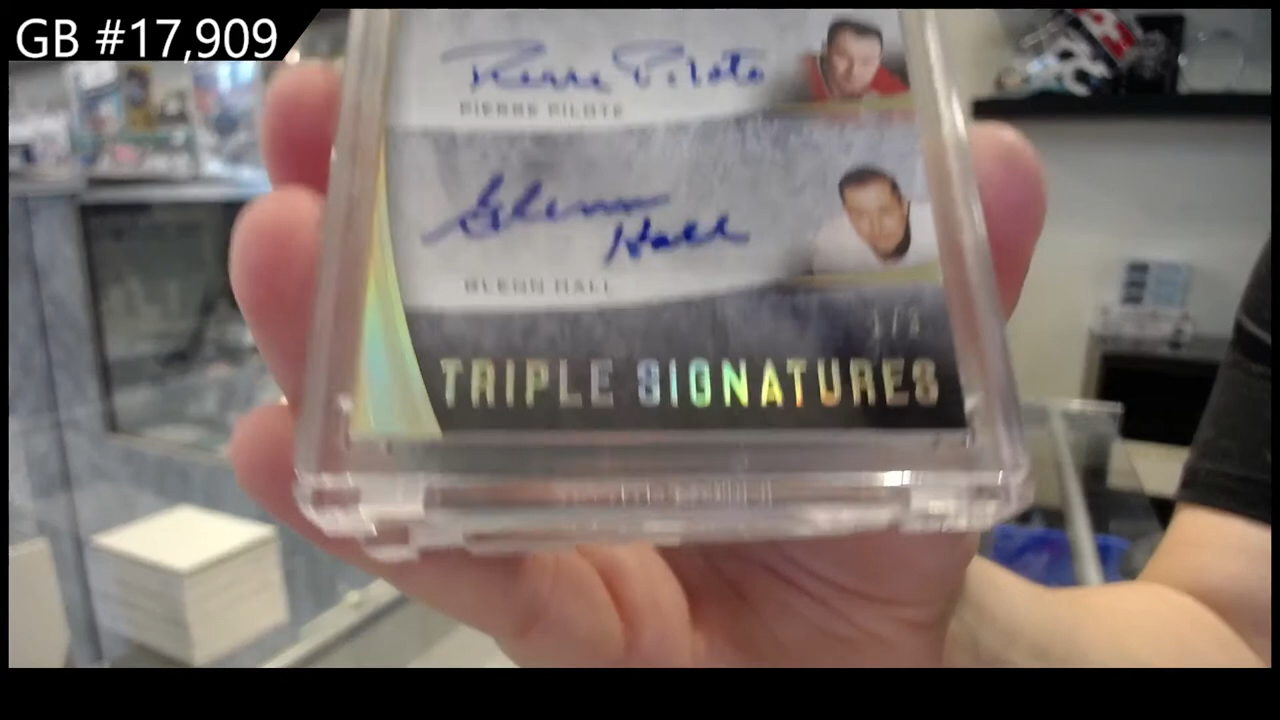 GB #17,909
Pierre Pilote
PIERRE PILOTE
Glenn
Hall
GLENN HALL
TRIPLE SIGNATURES